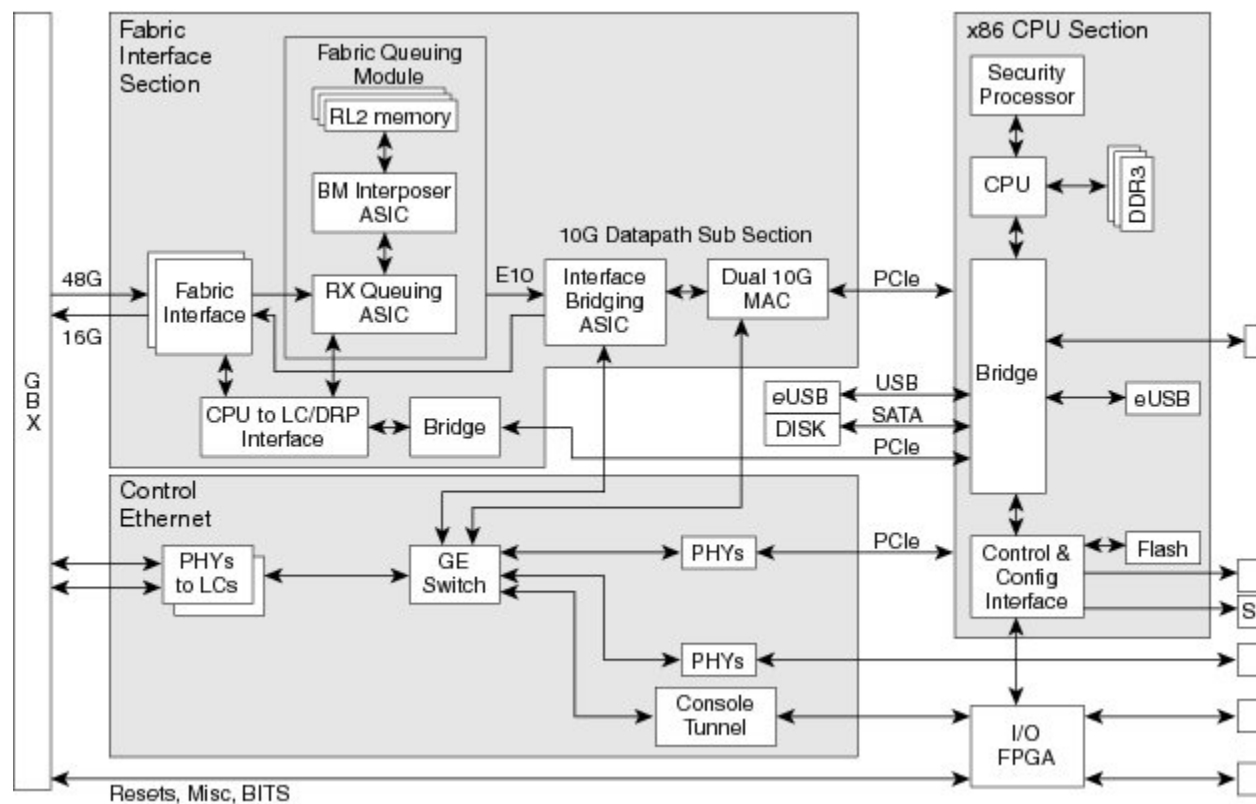 Fabric
Interface
Section
Fabric Queuing
Module
RL2 memory
BM Interposer
ASIC
RX Queuing
ASIC
E10
10G Datapath Sub Section
Interface
Bridging
ASIC
Dual 10G
MAC
PCIe
48G
16G
Fabric
Interface
GBX
CPU to LC/DRP
Interface
Bridge
eUSB
DISK
USB
SATA
PCIe
x86 CPU Section
Security
Processor
CPU
DDR3
Bridge
eUSB
Control &
Config
Interface
Flash
S
Control
Ethernet
PHYs
to LCs
GE
Switch
PHYs
PCIe
PHYs
Console
Tunnel
I/O
FPGA
Resets, Misc, BITS